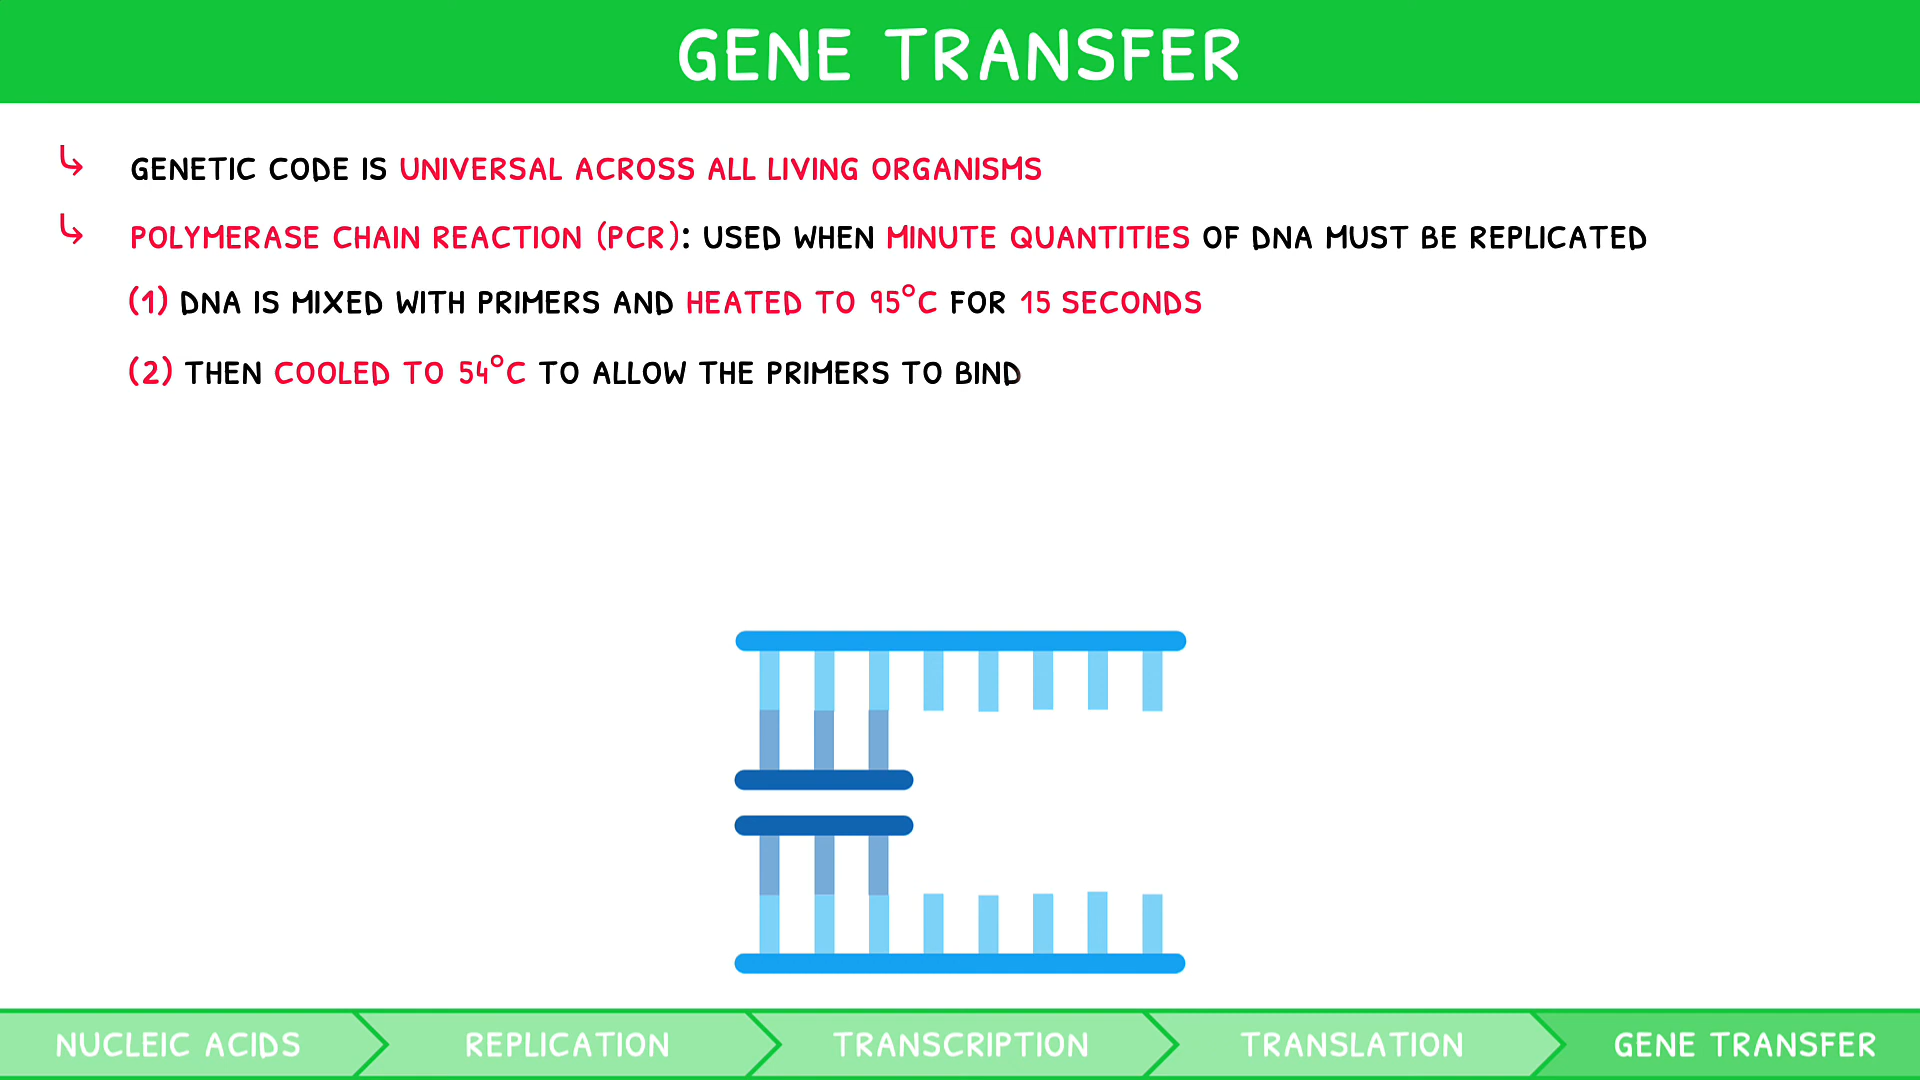 GENE TRANSFER
GENETIC CODE IS UNIVERSAL ACROSS ALL LIVING ORGANISMS
POLYMERASE CHAIN REACTION (PCR): USED WHEN MINUTE QUANTITIES OF DNA MUST BE REPLICATED
(1) DNA IS MIXED WITH PRIMERS AND HEATED TO 95°C FOR 15 SECONDS
(2) THEN COOLED TO 54°C TO ALLOW THE PRIMERS TO BIND
NUCLEIC ACIDS
REPLICATION
TRANSCRIPTION
TRANSLATION
GENE TRANSFER